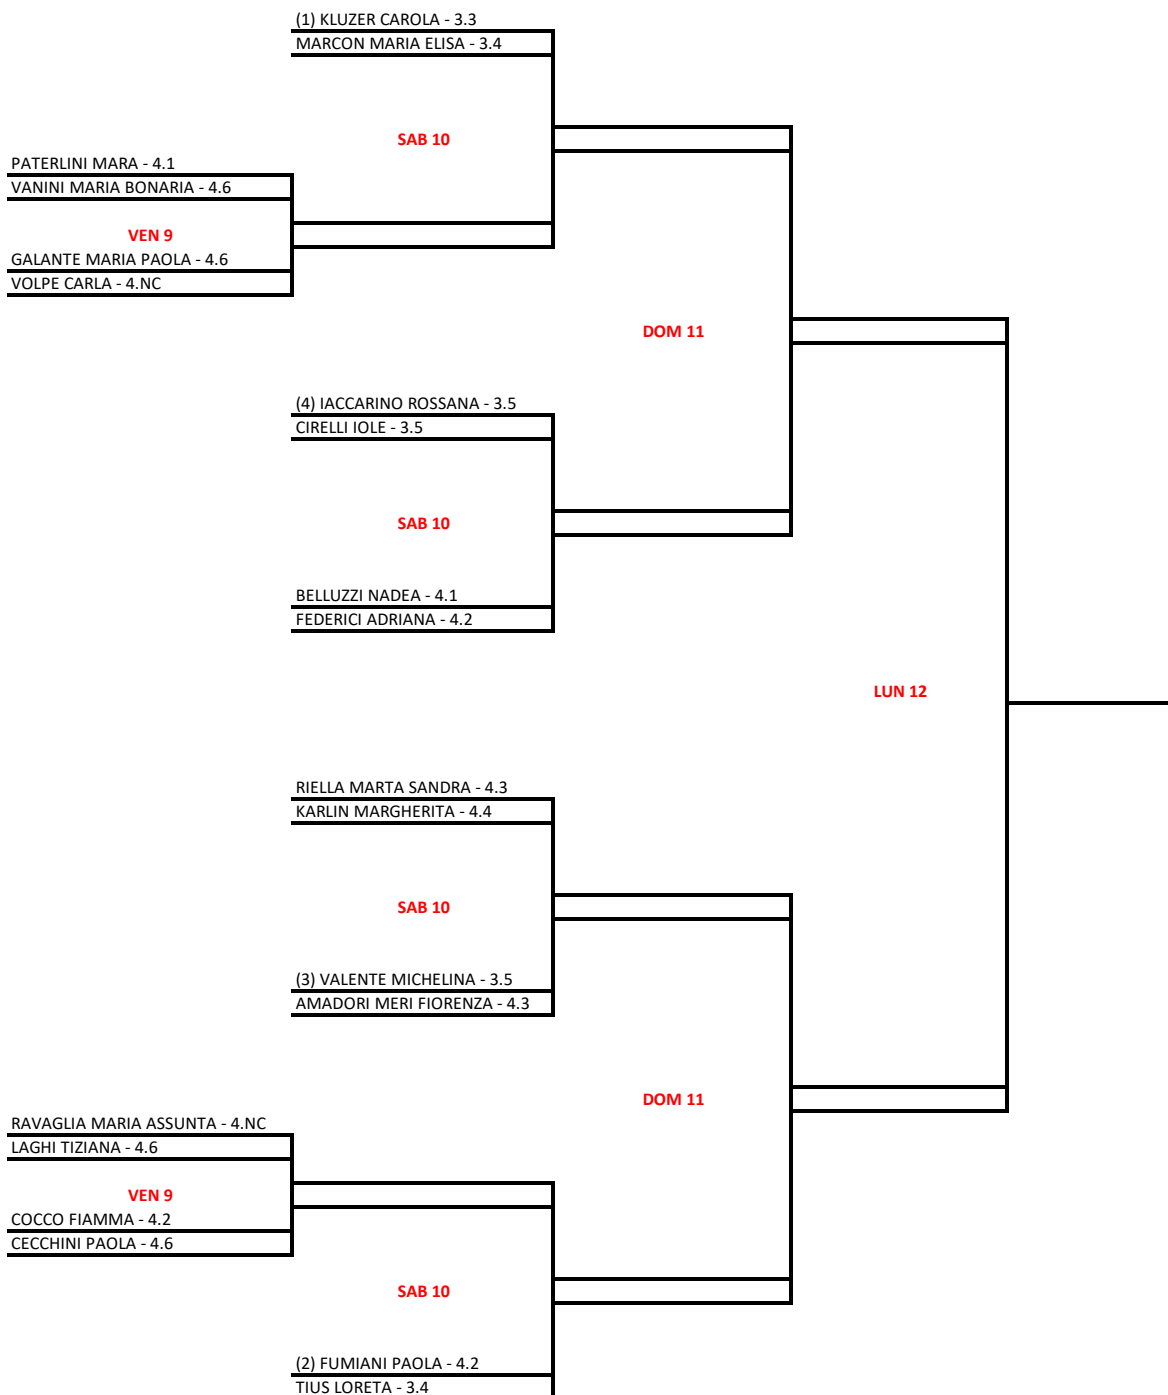 (1) KLUZER CAROLA - 3.3
MARCON MARIA ELISA - 3.4
SAB 10
PATERLINI MARA - 4.1
VANINI MARIA BONARIA - 4.6
VEN 9
GALANTE MARIA PAOLA - 4.6
VOLPE CARLA - 4.NC
DOM 11
(4) IACCARINO ROSSANA - 3.5
CIRELLI IOLE - 3.5
SAB 10
BELLUZZI NADEA - 4.1
FEDERICI ADRIANA - 4.2
LUN 12
RIELLA MARTA SANDRA - 4.3
KARLIN MARGHERITA - 4.4
SAB 10
(3) VALENTE MICHELINA - 3.5
AMADORI MERI FIORENZA - 4.3
DOM 11
RAVAGLIA MARIA ASSUNTA - 4.NC
LAGHI TIZIANA - 4.6
VEN 9
COCCO FIAMMA - 4.2
CECCHINI PAOLA - 4.6
SAB 10
(2) FUMIANI PAOLA - 4.2
TIUS LORETA - 3.4